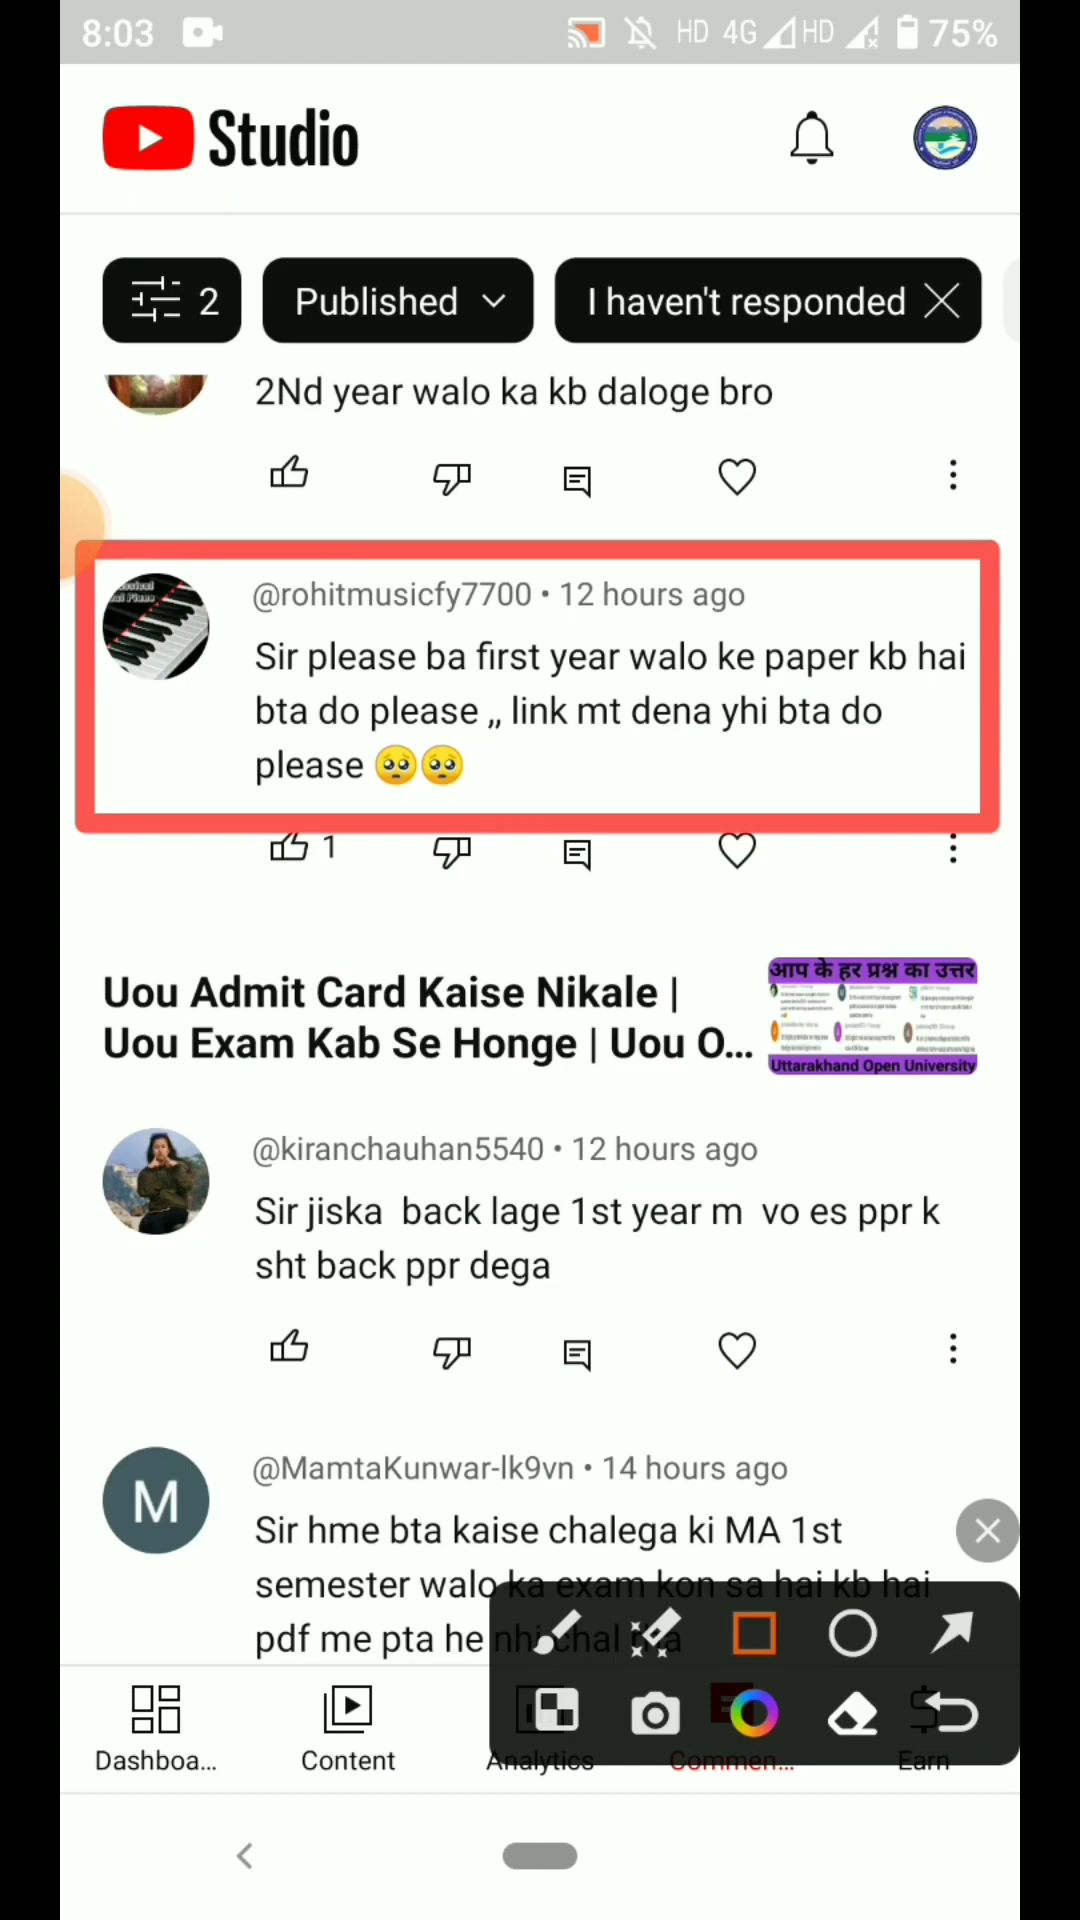 8:03 HD 4G HD 75%
Studio
2 Published I haven't responded
2Nd year walo ka kb daloge bro
@rohitmusicfy7700 • 12 hours ago
Sir please ba first year walo ke paper kb hai
bta do please ,, link mt dena yhi bta do
please 🥺🥺
1
Uou Admit Card Kaise Nikale |
Uou Exam Kab Se Honge | Uou O...
आप के हर प्रश्न का उत्तर
Uttarakhand Open University
@kiranchauhan5540 • 12 hours ago
Sir jiska back lage 1st year m vo es ppr k
sht back ppr dega
M
@MamtaKunwar-lk9vn • 14 hours ago
Sir hme bta kaise chalega ki MA 1st
semester walo ka exam kon sa hai kb hai
pdf me pta he nhi chal rha
Dashboa... Content Analytics Commen... Earn